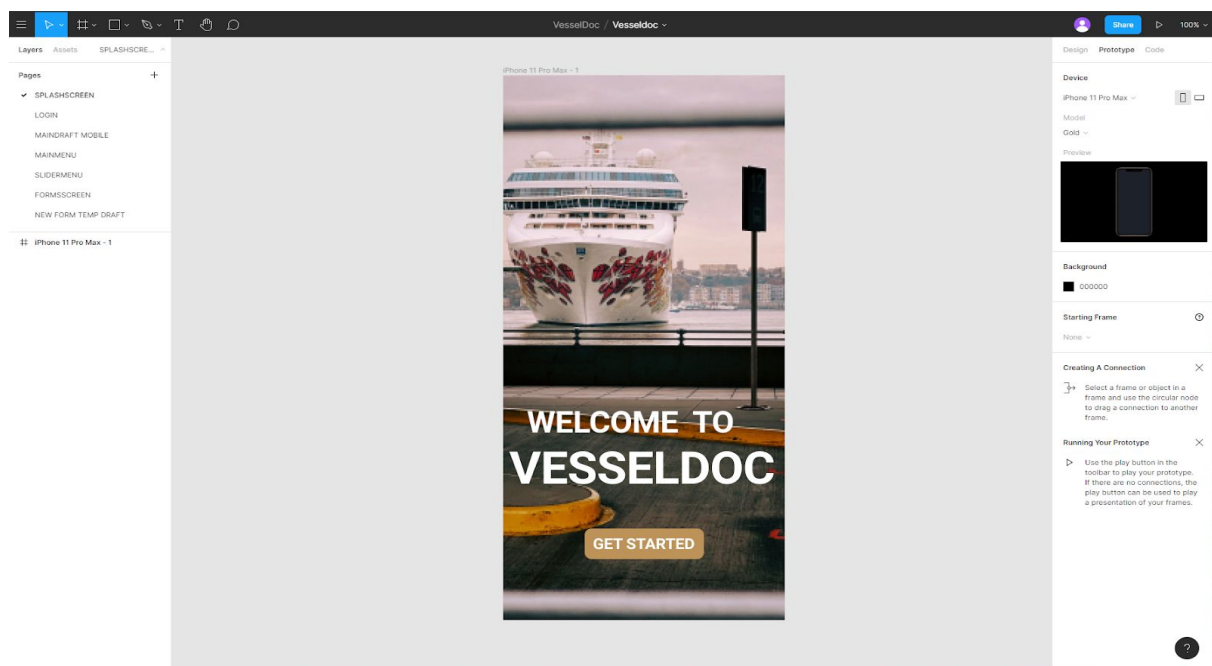 VesselDoc / Vesseldoc
Share
100%
Layers Assets SPLASHSCRE...
Pages
SPLASHSCREEN
LOGIN
MAINDRAFT MOBILE
MAINMENU
SLIDERMENU
FORMSSCREEN
NEW FORM TEMP DRAFT
iPhone 11 Pro Max - 1
iPhone 11 Pro Max - 1
WELCOME TO
VESSELDOC
GET STARTED
Design Prototype Code
Device
iPhone 11 Pro Max
Model
Gold
Preview
Background
000000
Starting Frame
None
Creating A Connection
Select a frame or object in a
frame and use the circular node
to drag a connection to another
frame.
Running Your Prototype
Use the play button in the
toolbar to play your prototype.
If there are no connections, the
play button can be used to play
a presentation of your frames.
?